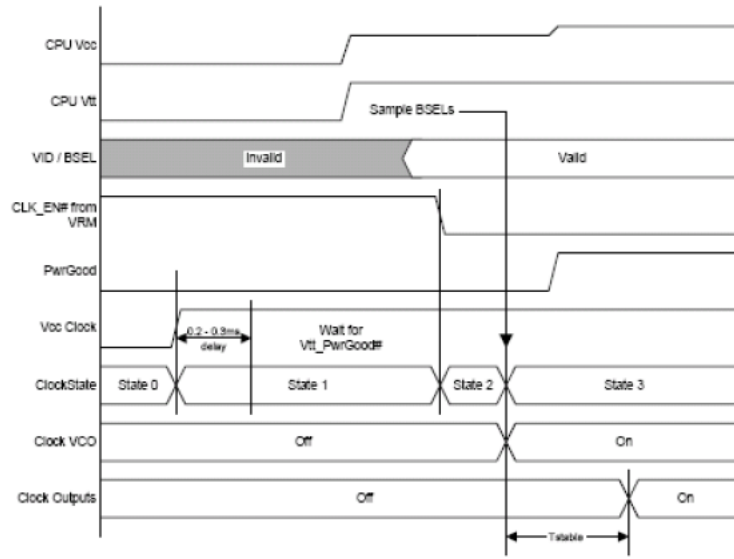 CPU Vcc
CPU Vtt
Sample BSELs
VID / BSEL
Invalid
Valid
CLK_EN# from
VRM
PwrGood
Vcc Clock
0.2 - 0.3ms
delay
Wait for
Vtt_PwrGood#
ClockState
State 0
State 1
State 2
State 3
Clock VCO
Off
On
Clock Outputs
Off
On
Tstable